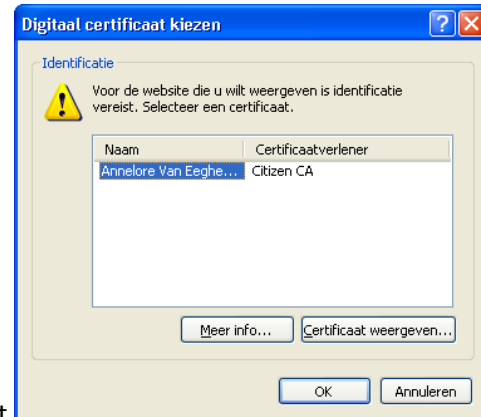 Digitaal certificaat kiezen
Identificatie
Voor de website die u wilt weergeven is identificatie
vereist. Selecteer een certificaat.
Naam Certificaatverlener
Annelore Van Eeghe... Citizen CA
Meer info... Certificaat weergeven...
OK Annuleren